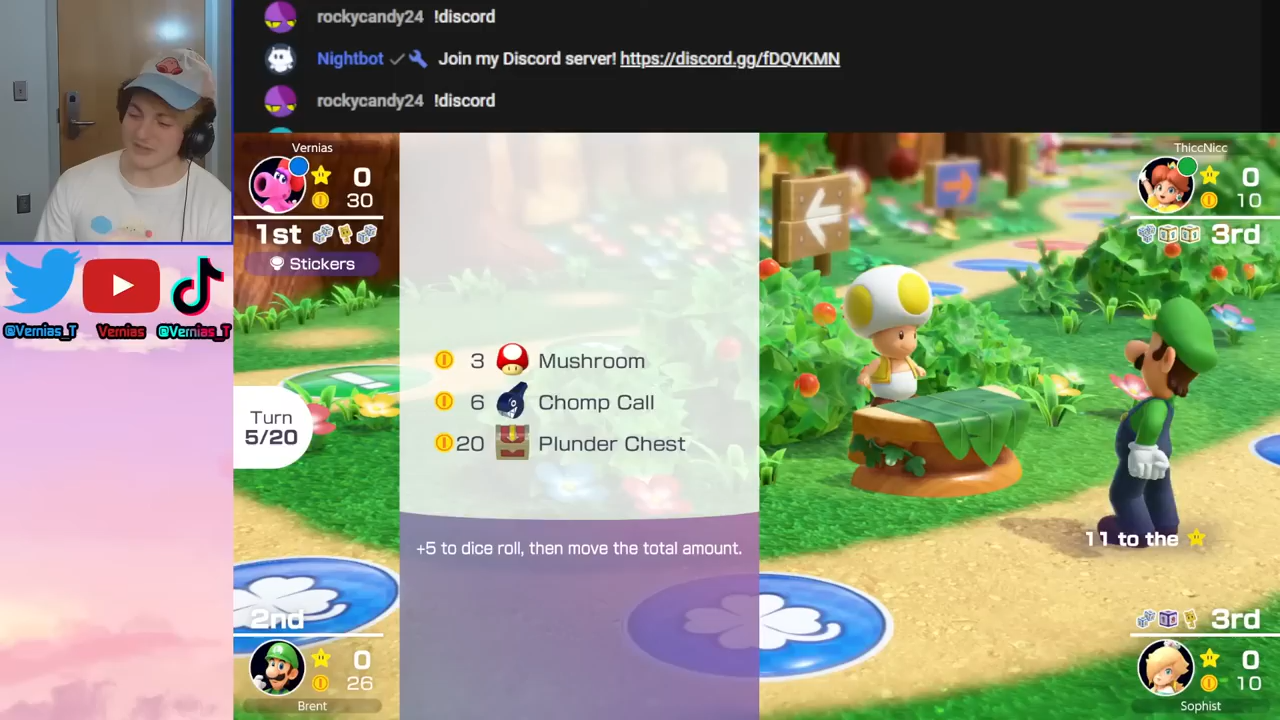 rockycandy24 !discord
Nightbot Join my Discord server! https://discord.gg/fDQVKMN
rockycandy24 !discord
Vernias
0
30
1st
Stickers
ThiccNicc
0
10
3rd
@Vernias_T Vernias @Vernias_T
3 Mushroom
6 Chomp Call
20 Plunder Chest
Turn
5/20
+5 to dice roll, then move the total amount.
11 to the
2nd
0
26
Brent
3rd
0
10
Sophist